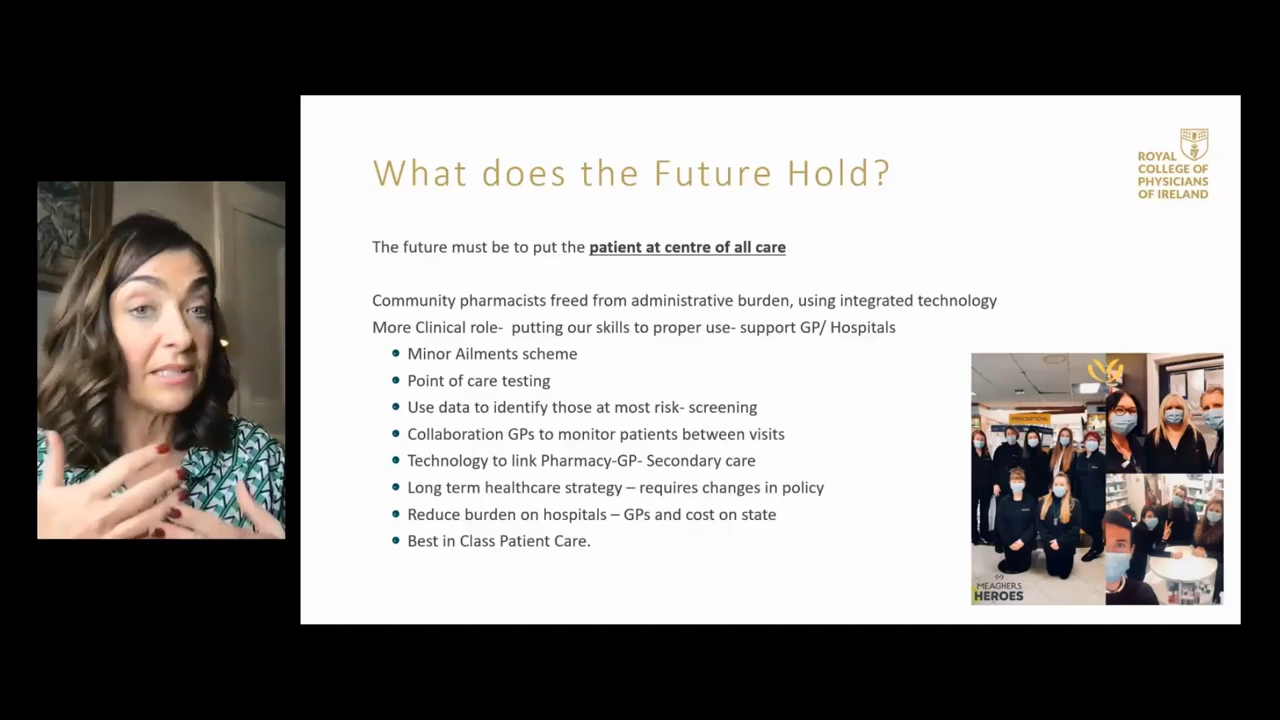 What does the Future Hold?
ROYAL
COLLEGE OF
PHYSICIANS
OF IRELAND
The future must be to put the patient at centre of all care
Community pharmacists freed from administrative burden, using integrated technology
More Clinical role-  putting our skills to proper use- support GP/ Hospitals
Minor Ailments scheme
Point of care testing
Use data to identify those at most risk- screening
Collaboration GPs to monitor patients between visits
Technology to link Pharmacy-GP- Secondary care
Long term healthcare strategy – requires changes in policy
Reduce burden on hospitals – GPs and cost on state
Best in Class Patient Care.
PRESCRIPTIONS
MEAGHERS
HEROES